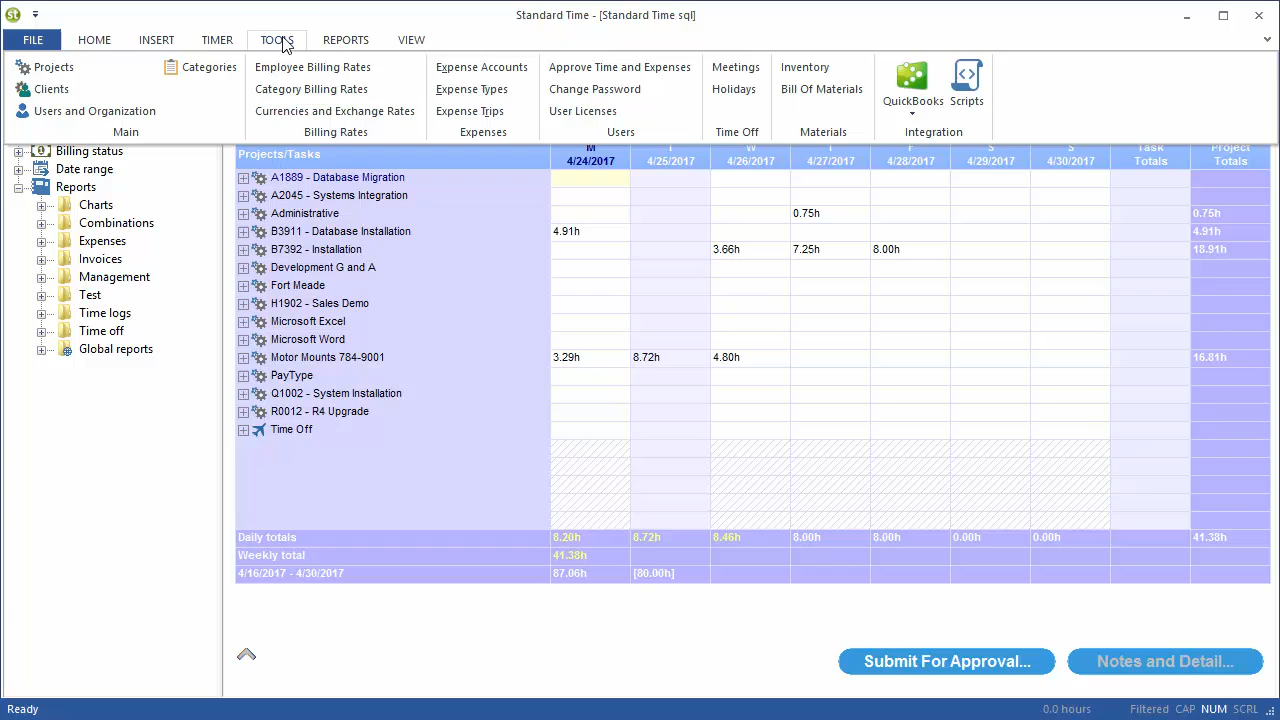 st
Standard Time - [Standard Time sql]
FILE HOME INSERT TIMER TOOLS REPORTS VIEW
Projects Categories Employee Billing Rates Expense Accounts Approve Time and Expenses Meetings Inventory
Clients Category Billing Rates Expense Types Change Password Holidays Bill Of Materials QuickBooks Scripts
Users and Organization Currencies and Exchange Rates Expense Trips User Licenses
Main Billing Rates Expenses Users Time Off Materials Integration
Billing status
Date range
Reports
Charts
Combinations
Expenses
Invoices
Management
Test
Time logs
Time off
Global reports
Projects/Tasks M 4/24/2017 T 4/25/2017 W 4/26/2017 T 4/27/2017 F 4/28/2017 S 4/29/2017 S 4/30/2017 Task Totals Project Totals
A1889 - Database Migration
A2045 - Systems Integration
Administrative 0.75h 0.75h
B3911 - Database Installation 4.91h 4.91h
B7392 - Installation 3.66h 7.25h 8.00h 18.91h
Development G and A
Fort Meade
H1902 - Sales Demo
Microsoft Excel
Microsoft Word
Motor Mounts 784-9001 3.29h 8.72h 4.80h 16.81h
PayType
Q1002 - System Installation
R0012 - R4 Upgrade
Time Off
Daily totals 8.20h 8.72h 8.46h 8.00h 8.00h 0.00h 0.00h 41.38h
Weekly total 41.38h
4/16/2017 - 4/30/2017 87.06h [80.00h]
Submit For Approval... Notes and Detail...
Ready 0.0 hours Filtered CAP NUM SCRL